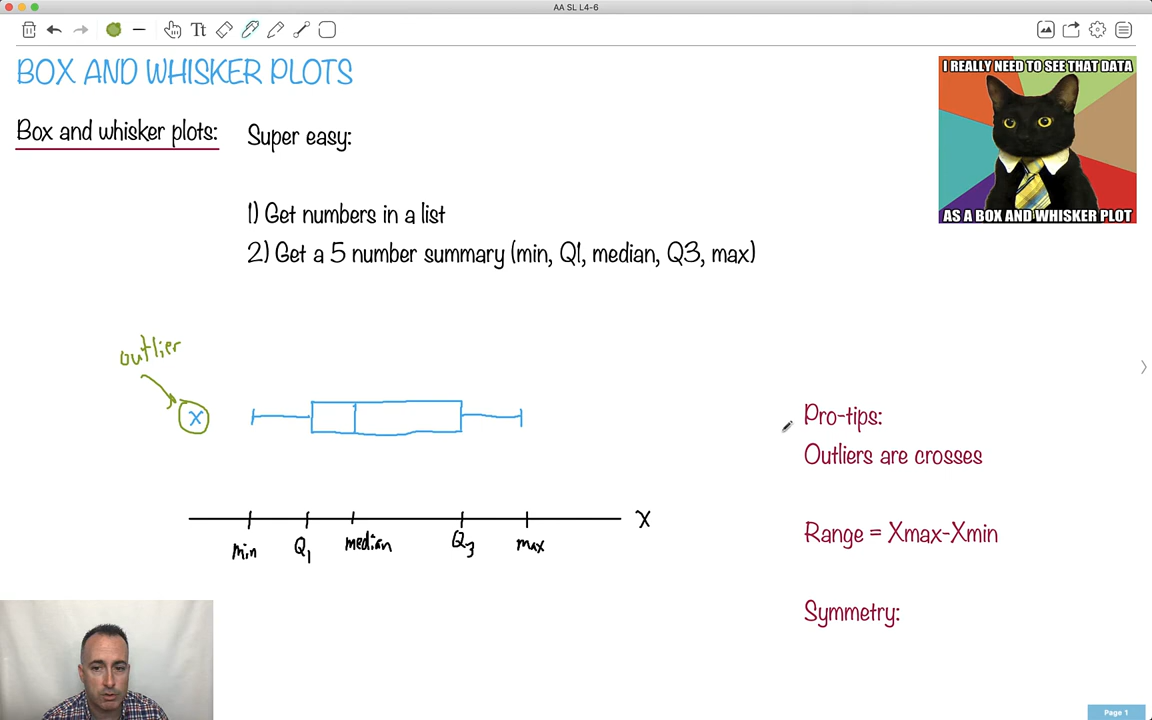 AA SL L4-6
Tt
BOX AND WHISKER PLOTS
I REALLY NEED TO SEE THAT DATA
AS A BOX AND WHISKER PLOT
Box and whisker plots:
Super easy:
1) Get numbers in a list
2) Get a 5 number summary (min, Q1, median, Q3, max)
outlier
X
X
min Q1 median Q3 max
Pro-tips:
Outliers are crosses
Range = Xmax-Xmin
Symmetry:
Page 1